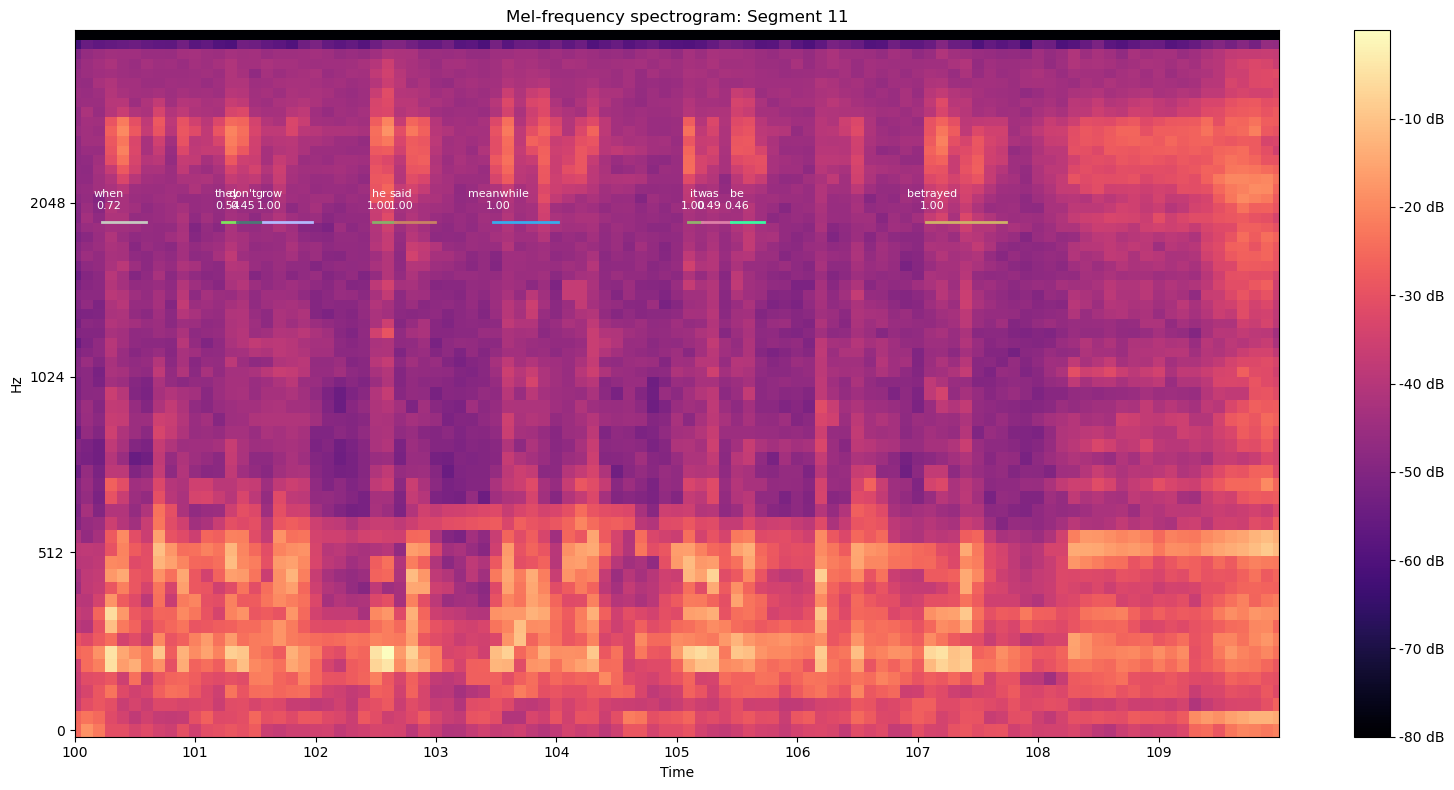 Mel-frequency spectrogram: Segment 11
when they don't grow he said meanwhile it was be betrayed
0.72 0.54 0.45 1.00 1.00 1.00 1.00 1.00 0.49 0.46 1.00
Hz
2048
1024
512
0
100 101 102 103 104 105 106 107 108 109
Time
-10 dB
-20 dB
-30 dB
-40 dB
-50 dB
-60 dB
-70 dB
-80 dB